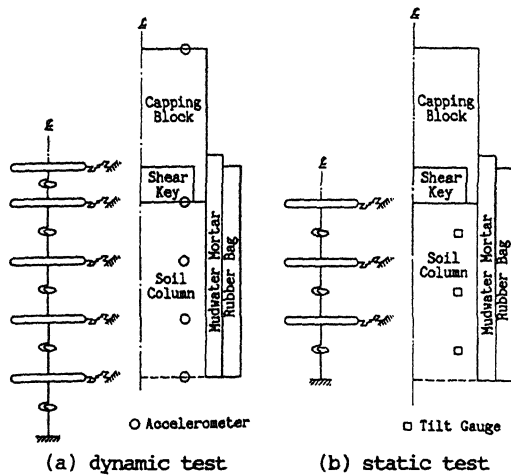 ℄
Capping
Block
℄
Shear
Key
Soil
Column
Mudwater Mortar
Rubber Bag
○ Accelerometer
(a) dynamic test
℄
Capping
Block
℄
Shear
Key
Soil
Column
Mudwater Mortar
Rubber Bag
□ Tilt Gauge
(b) static test